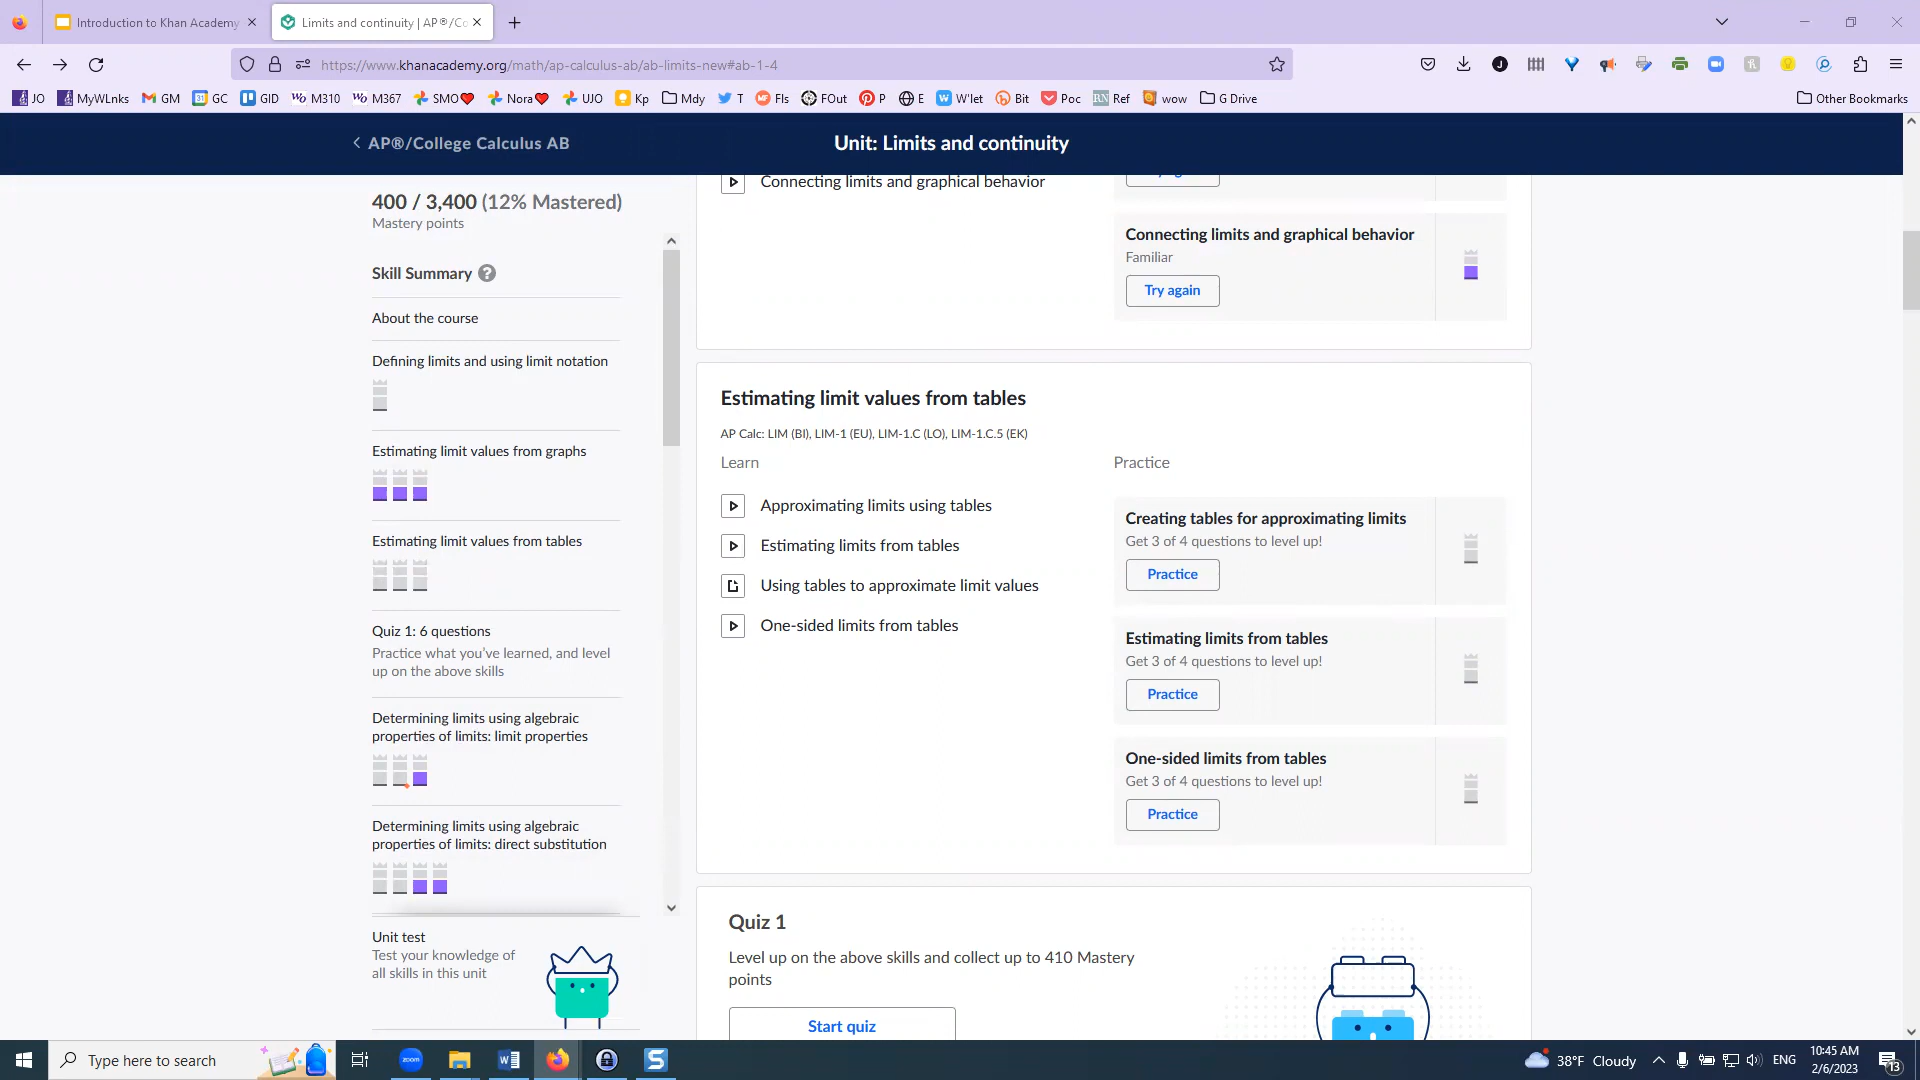 Introduction to Khan Academy
Limits and continuity | AP®/Co
https://www.khanacademy.org/math/ap-calculus-ab/ab-limits-new#ab-1-4
JO
MyWLnks
GM
GC
GID
M310
M367
SMO
Nora
UJO
Kp
Mdy
T
FIs
FOut
P
E
W'let
Bit
Poc
Ref
wow
G Drive
Other Bookmarks
AP®/College Calculus AB
Unit: Limits and continuity
400 / 3,400 (12% Mastered)
Mastery points
Skill Summary ?
About the course
Defining limits and using limit notation
Estimating limit values from graphs
Estimating limit values from tables
Quiz 1: 6 questions
Practice what you've learned, and level
up on the above skills
Determining limits using algebraic
properties of limits: limit properties
Determining limits using algebraic
properties of limits: direct substitution
Unit test
Test your knowledge of
all skills in this unit
Connecting limits and graphical behavior
Connecting limits and graphical behavior
Familiar
Try again
Estimating limit values from tables
AP Calc: LIM (BI), LIM-1 (EU), LIM-1.C (LO), LIM-1.C.5 (EK)
Learn
Approximating limits using tables
Estimating limits from tables
Using tables to approximate limit values
One-sided limits from tables
Practice
Creating tables for approximating limits
Get 3 of 4 questions to level up!
Practice
Estimating limits from tables
Get 3 of 4 questions to level up!
Practice
One-sided limits from tables
Get 3 of 4 questions to level up!
Practice
Quiz 1
Level up on the above skills and collect up to 410 Mastery
points
Start quiz
Type here to search
zoom
38°F Cloudy
ENG
10:45 AM
2/6/2023
13